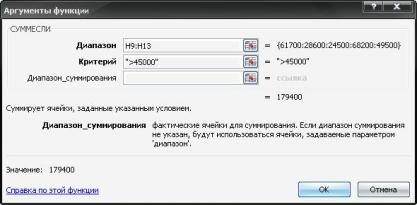 Аргументы функции
СУММЕСЛИ
Диапазон H9:H13 = {61700:28600:24500:68200:49500}
Критерий ">45000" = ">45000"
Диапазон_суммирования = ссылка
= 179400
Суммирует ячейки, заданные указанным условием.
Диапазон_суммирования фактические ячейки для суммирования. Если диапазон суммирования
не указан, будут использоваться ячейки, задаваемые параметром
'диапазон'.
Значение: 179400
Справка по этой функции OK Отмена